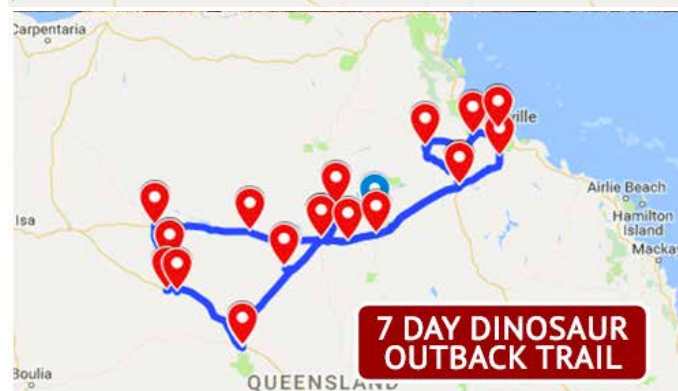 Carpentaria
ville
Airlie Beach
Isa
Hamilton
Island
Macka
7 DAY DINOSAUR
OUTBACK TRAIL
Boulia
QUEENSLAND